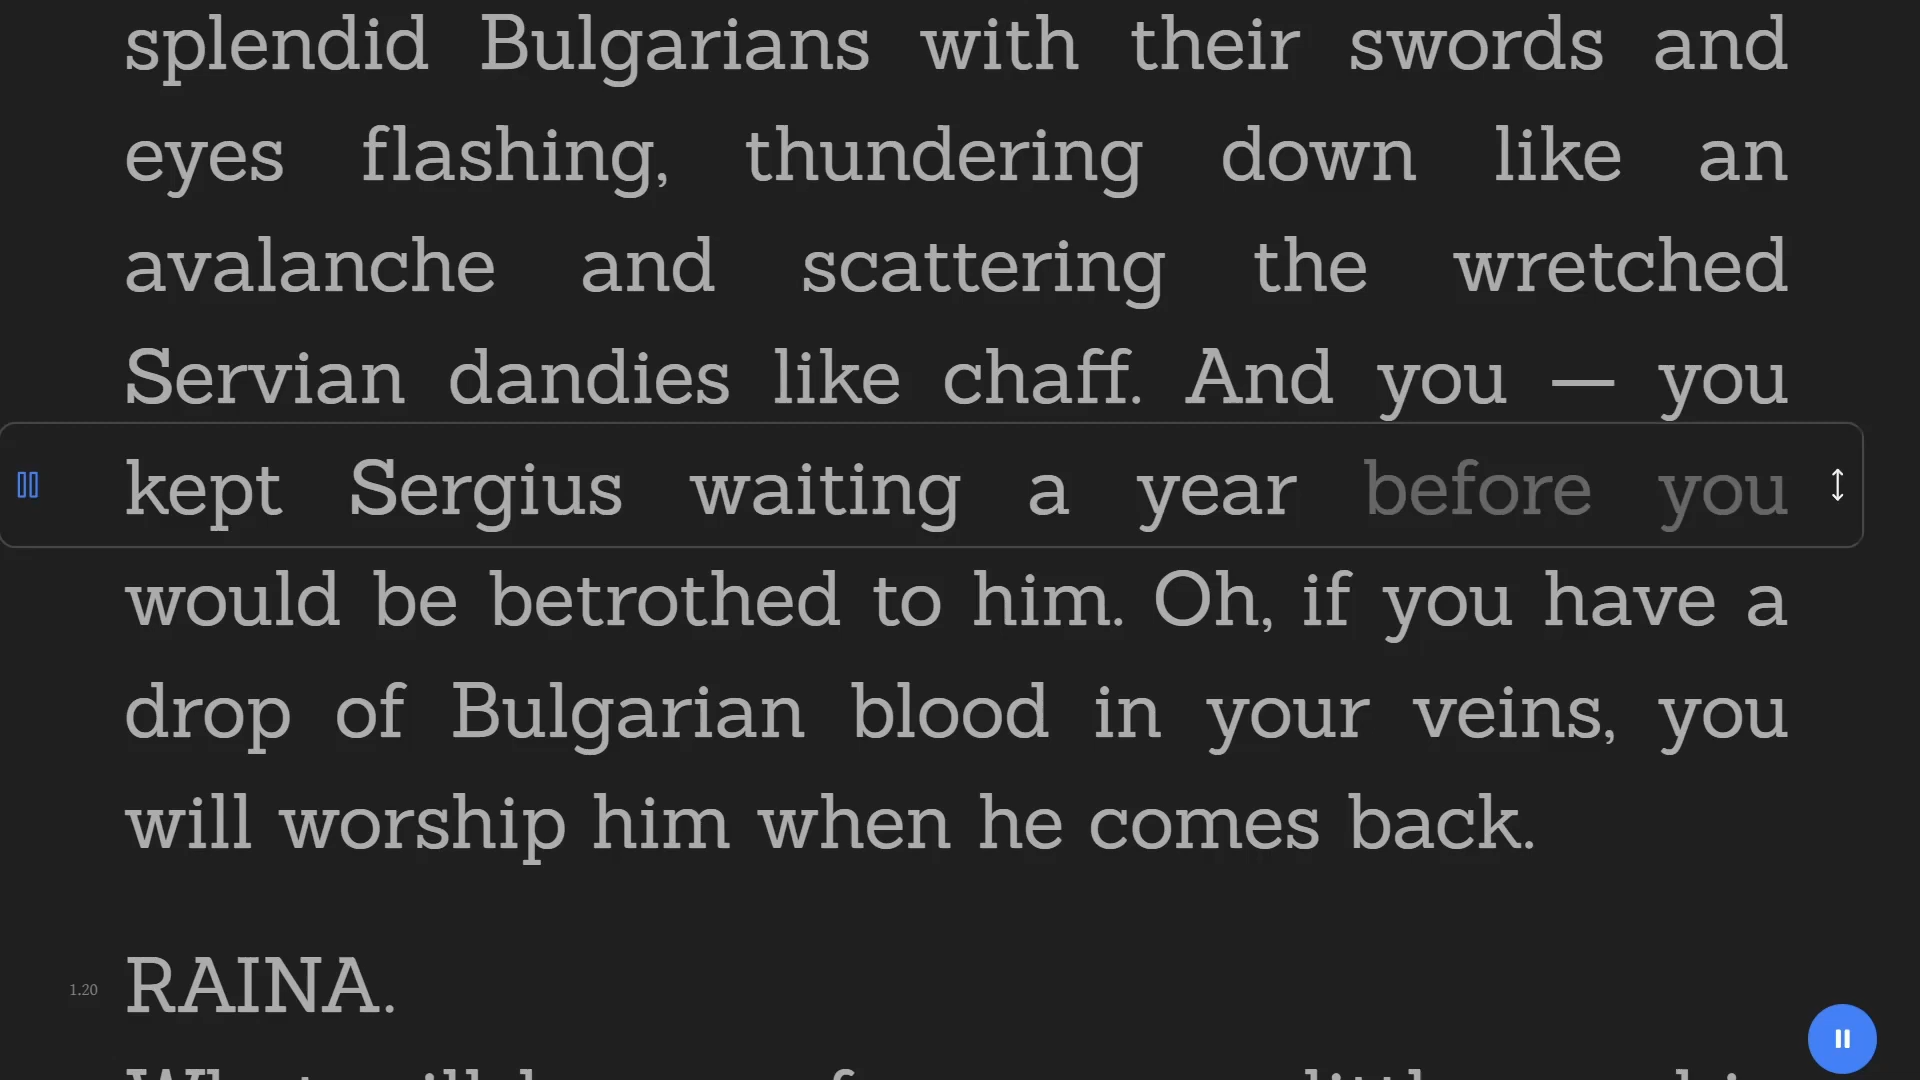 splendid Bulgarians with their swords and
eyes flashing, thundering down like an
avalanche and scattering the wretched
Servian dandies like chaff. And you — you
kept Sergius waiting a year before you
would be betrothed to him. Oh, if you have a
drop of Bulgarian blood in your veins, you
will worship him when he comes back.
1.20 RAINA.